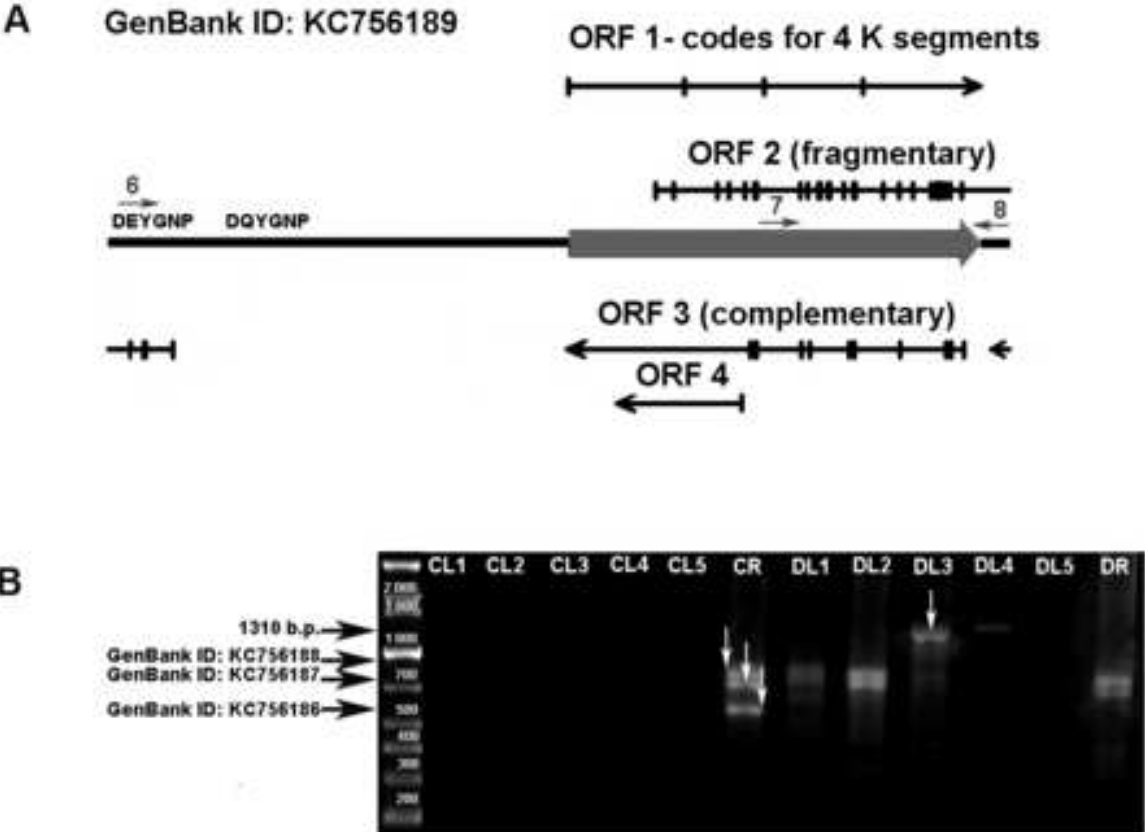 A
GenBank ID: KC756189
ORF 1- codes for 4 K segments
ORF 2 (fragmentary)
6
7
8
DEYGNP DQYGNP
ORF 3 (complementary)
ORF 4
B
CL1 CL2 CL3 CL4 CL5 CR DL1 DL2 DL3 DL4 DL5 DR
1310 b.p.
GenBank ID: KC756188
GenBank ID: KC756187
GenBank ID: KC756186
1.000
700
500
400
300
200